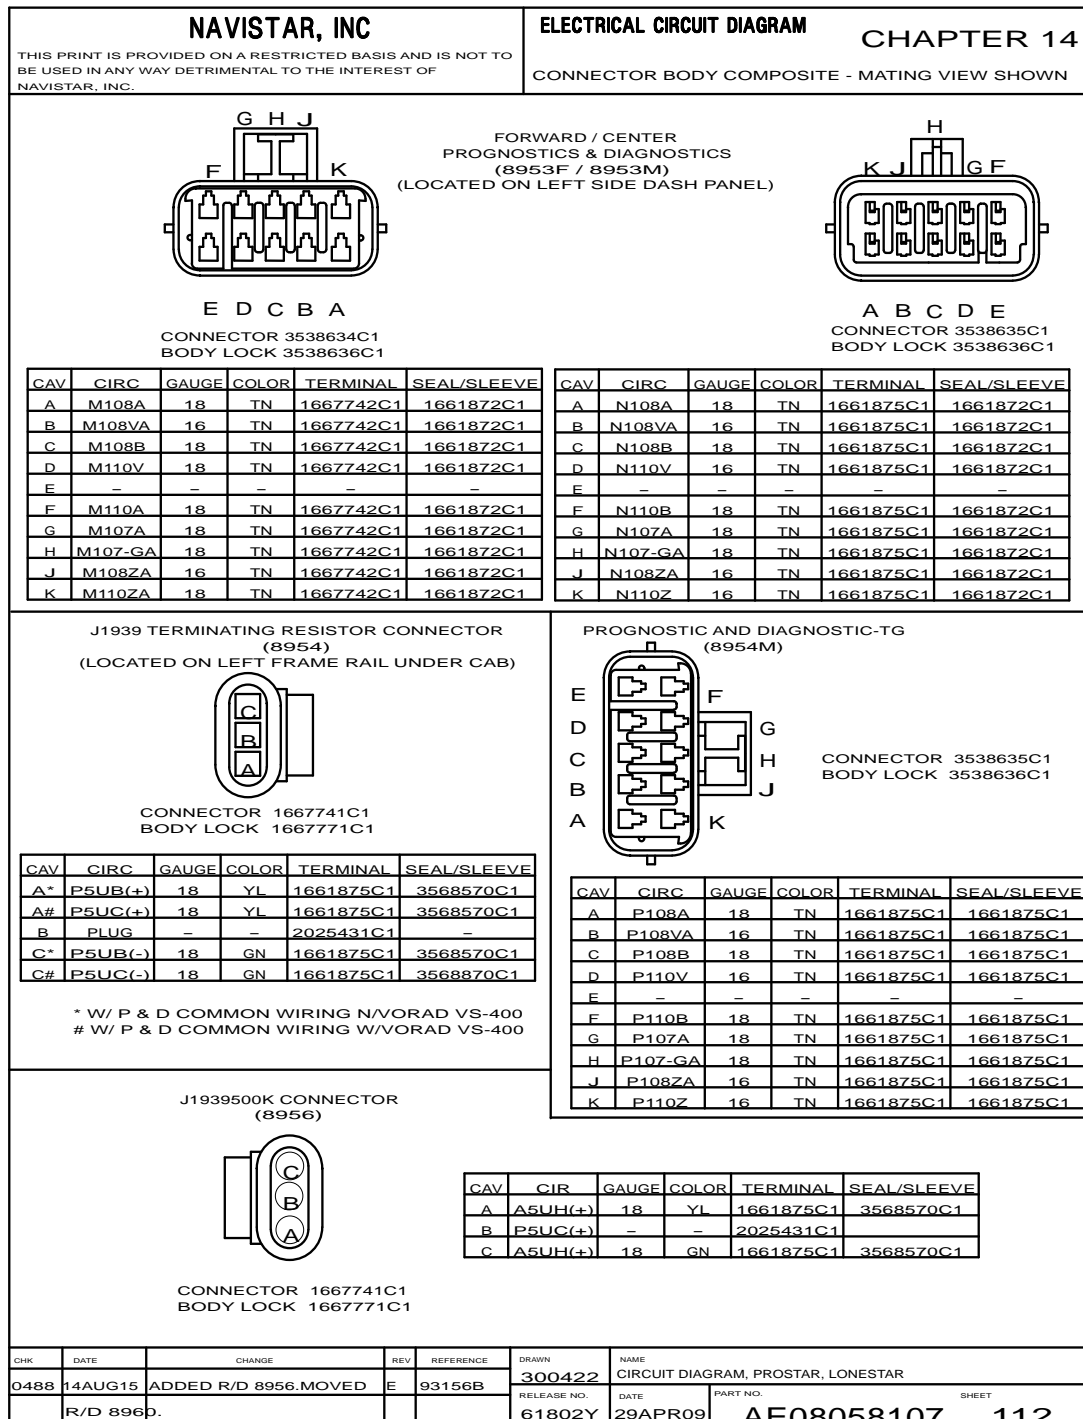 NAVISTAR, INC
THIS PRINT IS PROVIDED ON A RESTRICTED BASIS AND IS NOT TO
BE USED IN ANY WAY DETRIMENTAL TO THE INTEREST OF
NAVISTAR, INC.
ELECTRICAL CIRCUIT DIAGRAM
CHAPTER 14
CONNECTOR BODY COMPOSITE - MATING VIEW SHOWN
G H J
F K
E D C B A
CONNECTOR 3538634C1
BODY LOCK 3538636C1
FORWARD / CENTER
PROGNOSTICS & DIAGNOSTICS
(8953F / 8953M)
(LOCATED ON LEFT SIDE DASH PANEL)
H
K J G F
A B C D E
CONNECTOR 3538635C1
BODY LOCK 3538636C1
CAV CIRC GAUGE COLOR TERMINAL SEAL/SLEEVE
A M108A 18 TN 1667742C1 1661872C1
B M108VA 16 TN 1667742C1 1661872C1
C M108B 18 TN 1667742C1 1661872C1
D M110V 18 TN 1667742C1 1661872C1
E – – – – –
F M110A 18 TN 1667742C1 1661872C1
G M107A 18 TN 1667742C1 1661872C1
H M107-GA 18 TN 1667742C1 1661872C1
J M108ZA 16 TN 1667742C1 1661872C1
K M110ZA 18 TN 1667742C1 1661872C1
CAV CIRC GAUGE COLOR TERMINAL SEAL/SLEEVE
A N108A 18 TN 1661875C1 1661872C1
B N108VA 16 TN 1661875C1 1661872C1
C N108B 18 TN 1661875C1 1661872C1
D N110V 16 TN 1661875C1 1661872C1
E – – – – –
F N110B 18 TN 1661875C1 1661872C1
G N107A 18 TN 1661875C1 1661872C1
H N107-GA 18 TN 1661875C1 1661872C1
J N108ZA 16 TN 1661875C1 1661872C1
K N110Z 16 TN 1661875C1 1661872C1
J1939 TERMINATING RESISTOR CONNECTOR
(8954)
(LOCATED ON LEFT FRAME RAIL UNDER CAB)
C
B
A
CONNECTOR 1667741C1
BODY LOCK 1667771C1
CAV CIRC GAUGE COLOR TERMINAL SEAL/SLEEVE
A* P5UB(+) 18 YL 1661875C1 3568570C1
A# P5UC(+) 18 YL 1661875C1 3568570C1
B PLUG – – 2025431C1 –
C* P5UB(-) 18 GN 1661875C1 3568570C1
C# P5UC(-) 18 GN 1661875C1 3568870C1
* W/ P & D COMMON WIRING N/VORAD VS-400
# W/ P & D COMMON WIRING W/VORAD VS-400
PROGNOSTIC AND DIAGNOSTIC-TG
(8954M)
E F
D G
C H
B J
A K
CONNECTOR 3538635C1
BODY LOCK 3538636C1
CAV CIRC GAUGE COLOR TERMINAL SEAL/SLEEVE
A P108A 18 TN 1661875C1 1661875C1
B P108VA 16 TN 1661875C1 1661875C1
C P108B 18 TN 1661875C1 1661875C1
D P110V 16 TN 1661875C1 1661875C1
E – – – – –
F P110B 18 TN 1661875C1 1661875C1
G P107A 18 TN 1661875C1 1661875C1
H P107-GA 18 TN 1661875C1 1661875C1
J P108ZA 16 TN 1661875C1 1661875C1
K P110Z 16 TN 1661875C1 1661875C1
J1939500K CONNECTOR
(8956)
C
B
A
CONNECTOR 1667741C1
BODY LOCK 1667771C1
CAV CIR GAUGE COLOR TERMINAL SEAL/SLEEVE
A A5UH(+) 18 YL 1661875C1 3568570C1
B P5UC(+) – – 2025431C1
C A5UH(+) 18 GN 1661875C1 3568570C1
CHK DATE CHANGE REV REFERENCE
0488 14AUG15 ADDED R/D 8956.MOVED E 93156B
R/D 8960.
DRAWN 300422
NAME CIRCUIT DIAGRAM, PROSTAR, LONESTAR
RELEASE NO. 61802Y
DATE 29APR09
PART NO. AE08058107
SHEET 112